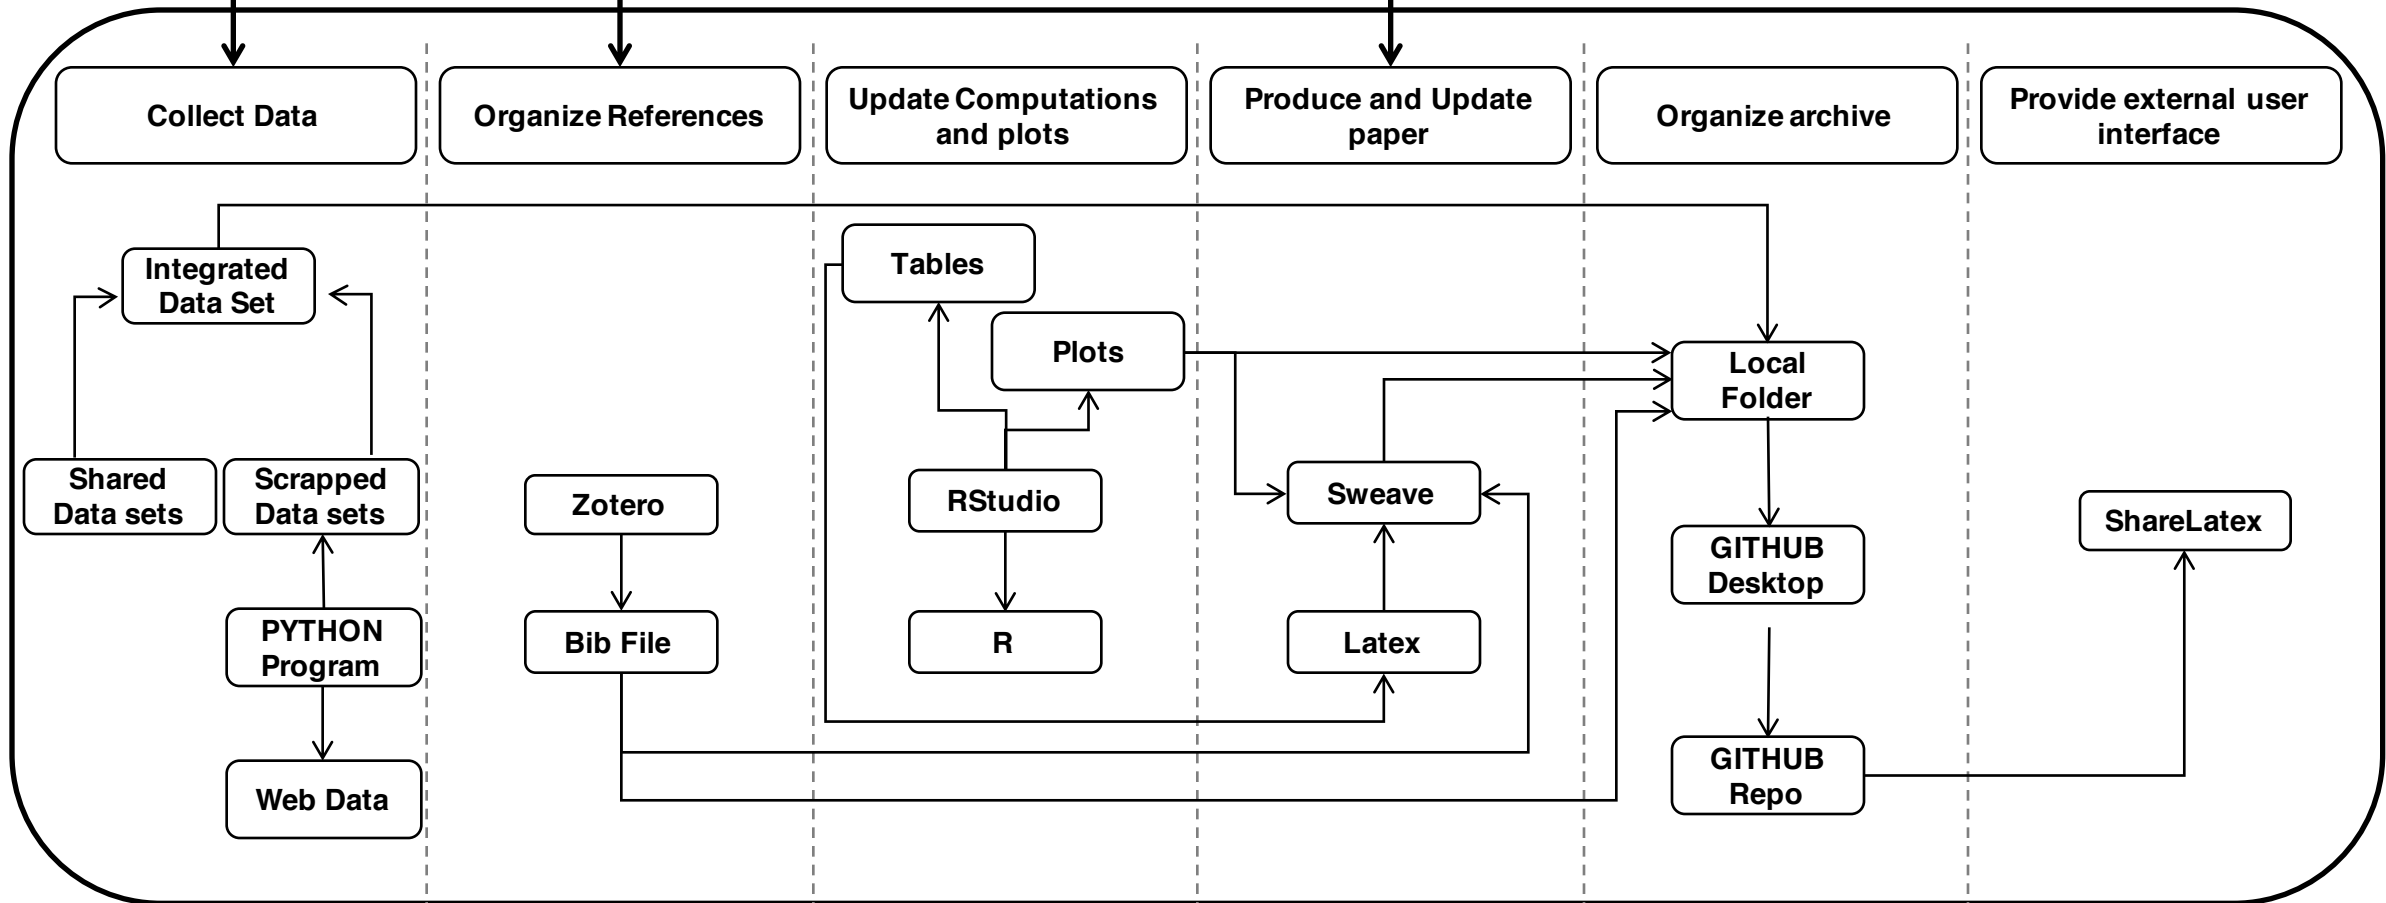 Collect Data
Organize References
Update Computations
and plots
Produce and Update
paper
Organize archive
Provide external user
interface
Integrated
Data Set
Shared
Data sets
Scrapped
Data sets
PYTHON
Program
Web Data
Zotero
Bib File
Tables
Plots
RStudio
R
Sweave
Latex
Local
Folder
GITHUB
Desktop
GITHUB
Repo
ShareLatex